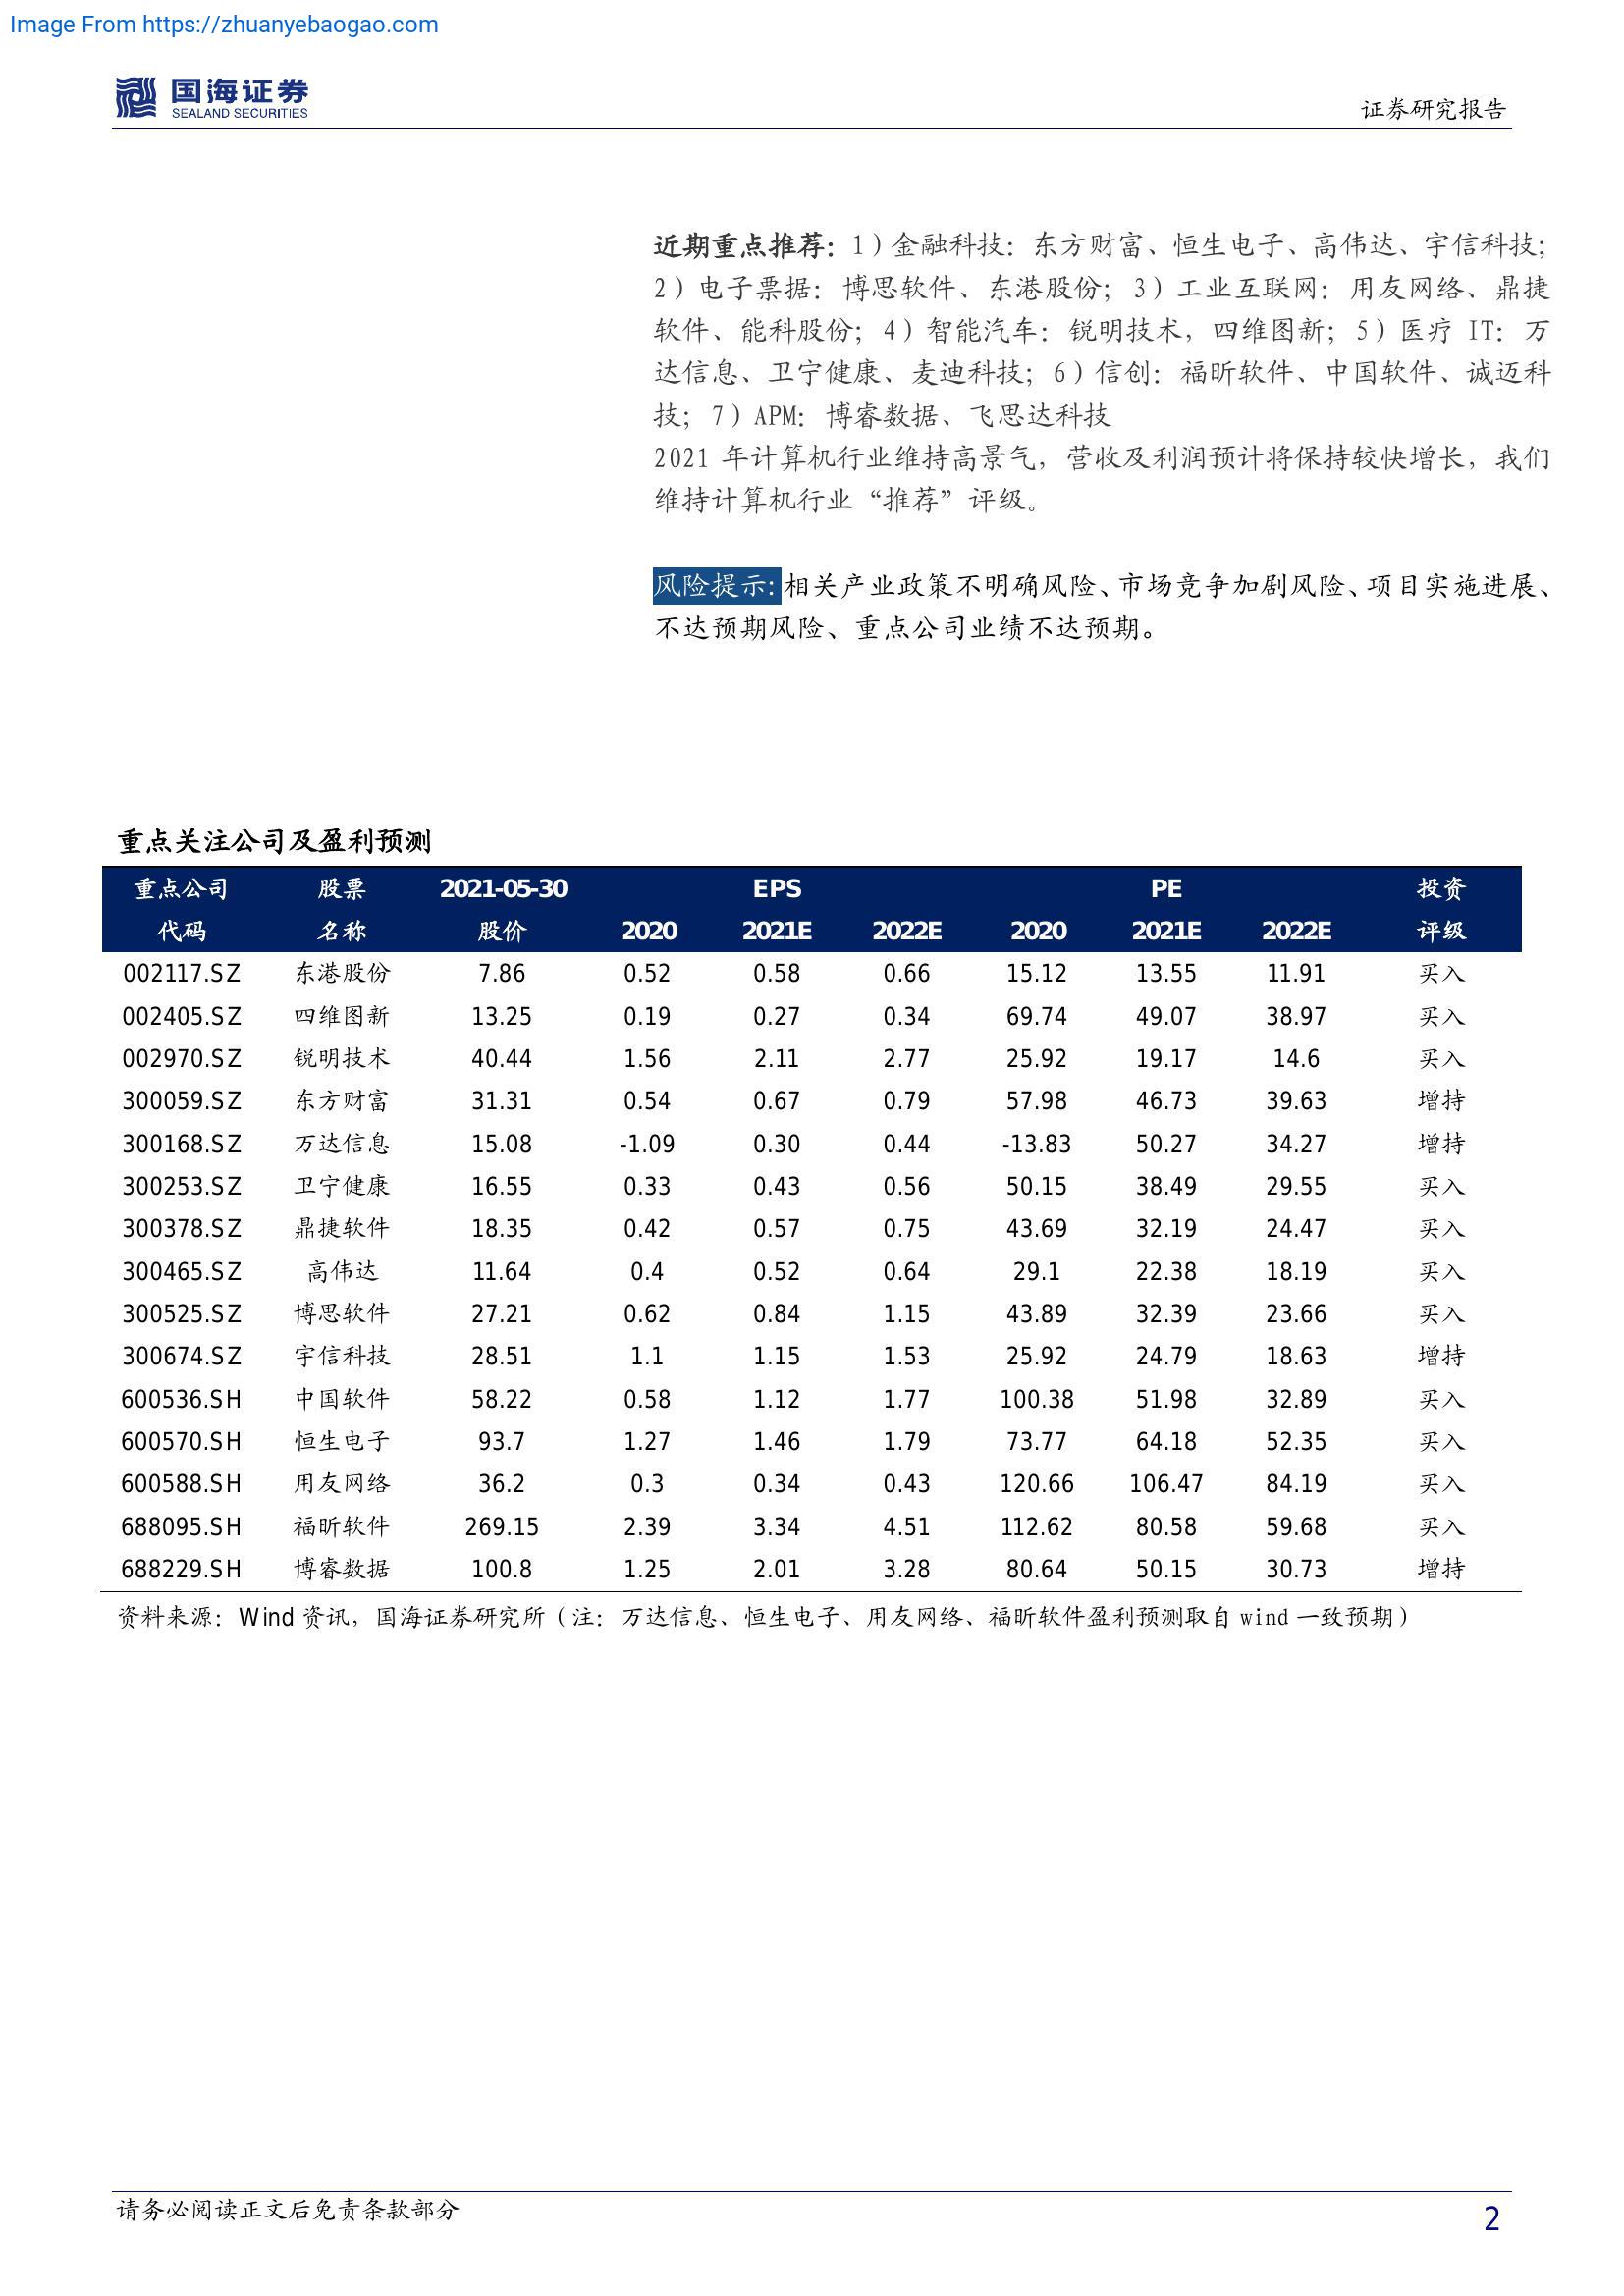 Image From https://zhuanyebaogao.com
国海证券
SEALAND SECURITIES
证券研究报告
近期重点推荐：1）金融科技：东方财富、恒生电子、高伟达、宇信科技；
2）电子票据：博思软件、东港股份；3）工业互联网：用友网络、鼎捷
软件、能科股份；4）智能汽车：锐明技术，四维图新；5）医疗 IT：万
达信息、卫宁健康、麦迪科技；6）信创：福昕软件、中国软件、诚迈科
技；7）APM：博睿数据、飞思达科技
2021 年计算机行业维持高景气，营收及利润预计将保持较快增长，我们
维持计算机行业“推荐”评级。
风险提示：相关产业政策不明确风险、市场竞争加剧风险、项目实施进展、
不达预期风险、重点公司业绩不达预期。
重点关注公司及盈利预测
重点公司 股票 2021-05-30 EPS PE 投资
代码 名称 股价 2020 2021E 2022E 2020 2021E 2022E 评级
002117.SZ 东港股份 7.86 0.52 0.58 0.66 15.12 13.55 11.91 买入
002405.SZ 四维图新 13.25 0.19 0.27 0.34 69.74 49.07 38.97 买入
002970.SZ 锐明技术 40.44 1.56 2.11 2.77 25.92 19.17 14.6 买入
300059.SZ 东方财富 31.31 0.54 0.67 0.79 57.98 46.73 39.63 增持
300168.SZ 万达信息 15.08 -1.09 0.30 0.44 -13.83 50.27 34.27 增持
300253.SZ 卫宁健康 16.55 0.33 0.43 0.56 50.15 38.49 29.55 买入
300378.SZ 鼎捷软件 18.35 0.42 0.57 0.75 43.69 32.19 24.47 买入
300465.SZ 高伟达 11.64 0.4 0.52 0.64 29.1 22.38 18.19 买入
300525.SZ 博思软件 27.21 0.62 0.84 1.15 43.89 32.39 23.66 买入
300674.SZ 宇信科技 28.51 1.1 1.15 1.53 25.92 24.79 18.63 增持
600536.SH 中国软件 58.22 0.58 1.12 1.77 100.38 51.98 32.89 买入
600570.SH 恒生电子 93.7 1.27 1.46 1.79 73.77 64.18 52.35 买入
600588.SH 用友网络 36.2 0.3 0.34 0.43 120.66 106.47 84.19 买入
688095.SH 福昕软件 269.15 2.39 3.34 4.51 112.62 80.58 59.68 买入
688229.SH 博睿数据 100.8 1.25 2.01 3.28 80.64 50.15 30.73 增持
资料来源：Wind 资讯，国海证券研究所（注：万达信息、恒生电子、用友网络、福昕软件盈利预测取自 wind 一致预期）
请务必阅读正文后免责条款部分
2